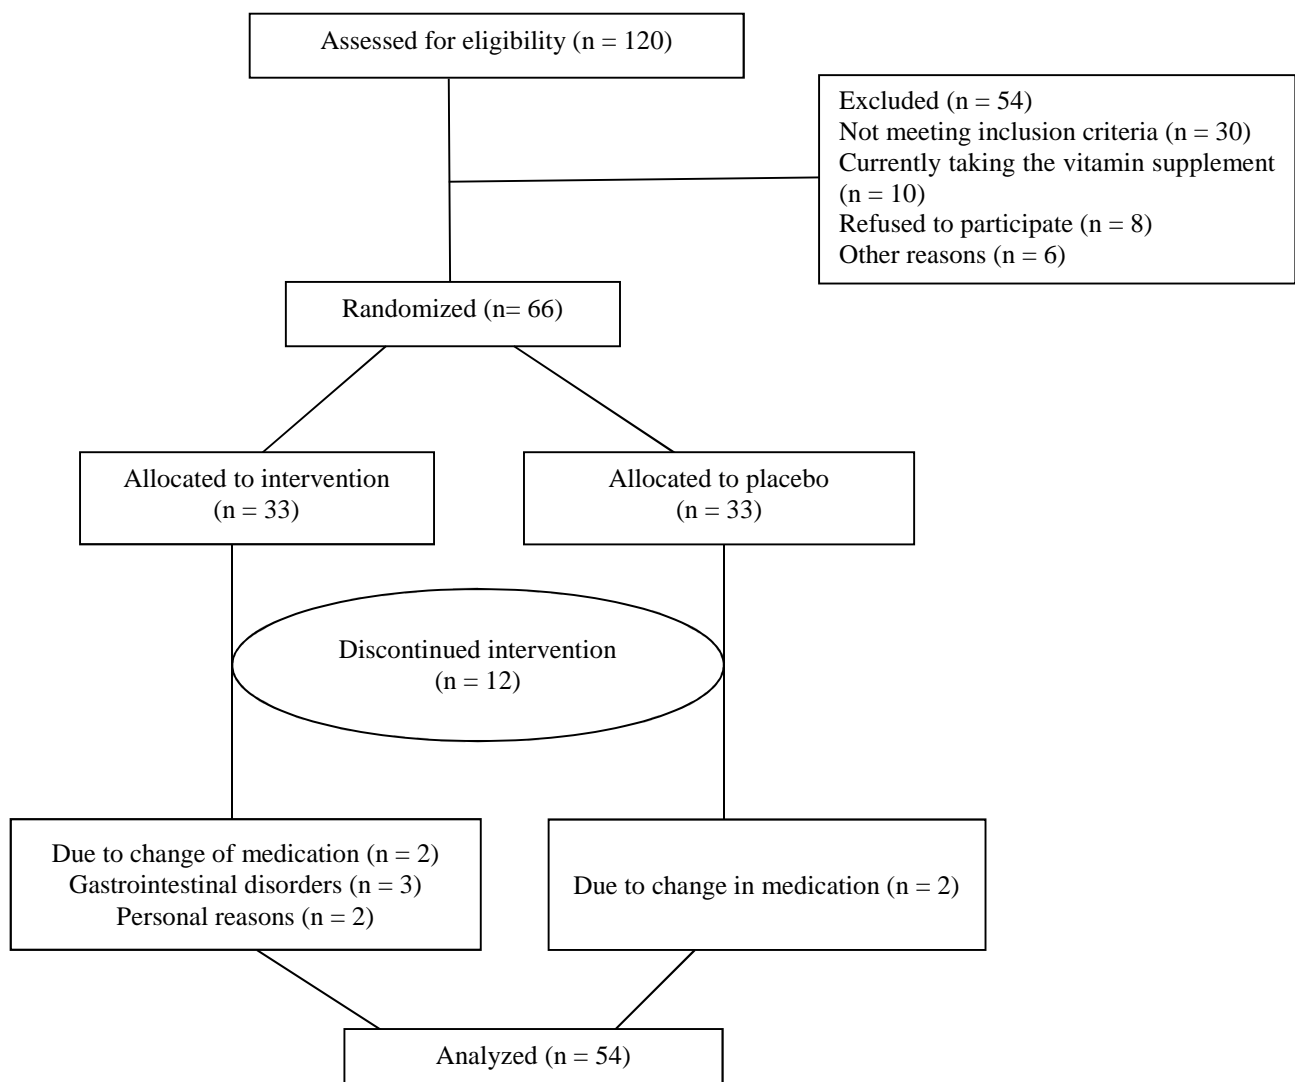 Assessed for eligibility (n = 120)
Excluded (n = 54)
Not meeting inclusion criteria (n = 30)
Currently taking the vitamin supplement
(n = 10)
Refused to participate (n = 8)
Other reasons (n = 6)
Randomized (n= 66)
Allocated to intervention
(n = 33)
Allocated to placebo
(n = 33)
Discontinued intervention
(n = 12)
Due to change of medication (n = 2)
Gastrointestinal disorders (n = 3)
Personal reasons (n = 2)
Due to change in medication (n = 2)
Analyzed (n = 54)